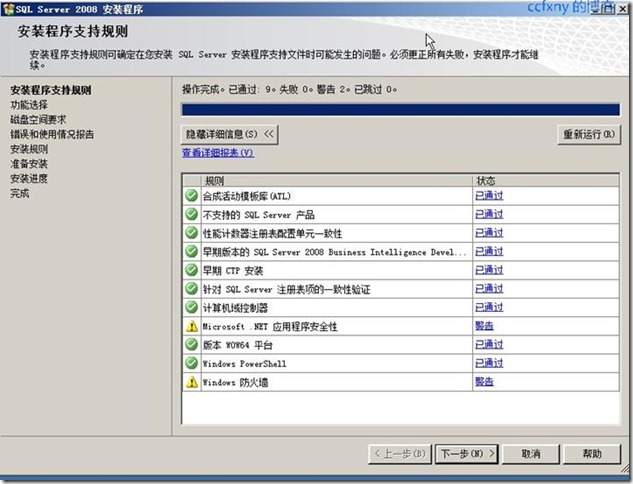 SQL Server 2008 安装程序
ccfxny 的博客
安装程序支持规则
安装程序支持规则可确定在您安装 SQL Server 安装程序支持文件时可能发生的问题。必须更正所有失败，安装程序才能继
续。
安装程序支持规则
功能选择
磁盘空间要求
错误和使用情况报告
安装规则
准备安装
安装进度
完成
操作完成。已通过: 9。失败 0。警告 2。已跳过 0。
隐藏详细信息(S) <<
重新运行(R)
查看详细报表(V)
规则 状态
合成活动模板库(ATL) 已通过
不支持的 SQL Server 产品 已通过
性能计数器注册表配置单元一致性 已通过
早期版本的 SQL Server 2008 Business Intelligence Devel... 已通过
早期 CTP 安装 已通过
针对 SQL Server 注册表项的一致性验证 已通过
计算机域控制器 已通过
Microsoft .NET 应用程序安全性 警告
版本 WOW64 平台 已通过
Windows PowerShell 已通过
Windows 防火墙 警告
< 上一步(B) 下一步(N) > 取消 帮助